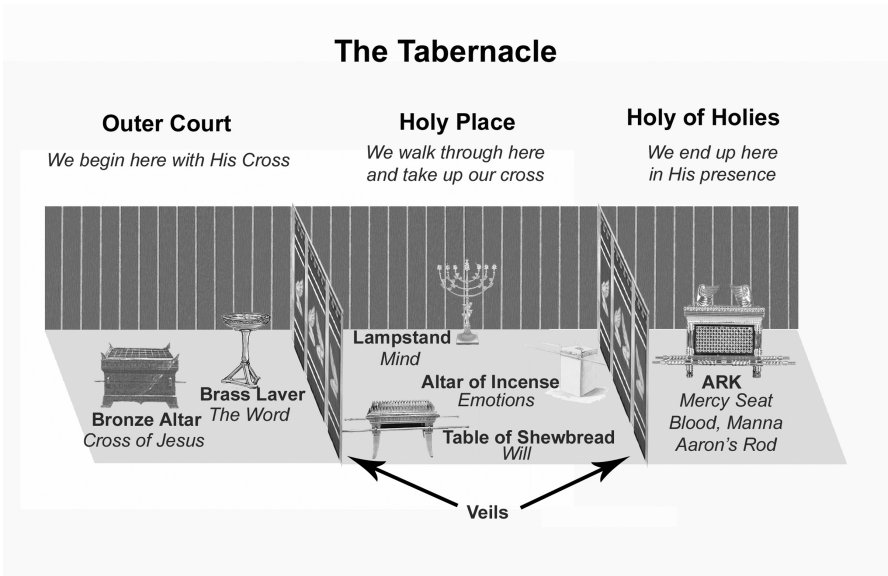 The Tabernacle
Outer Court
We begin here with His Cross
Holy Place
We walk through here
and take up our cross
Holy of Holies
We end up here
in His presence
Lampstand
Mind
Altar of Incense
Emotions
Brass Laver
The Word
Bronze Altar
Cross of Jesus
Table of Shewbread
Will
ARK
Mercy Seat
Blood, Manna
Aaron's Rod
Veils